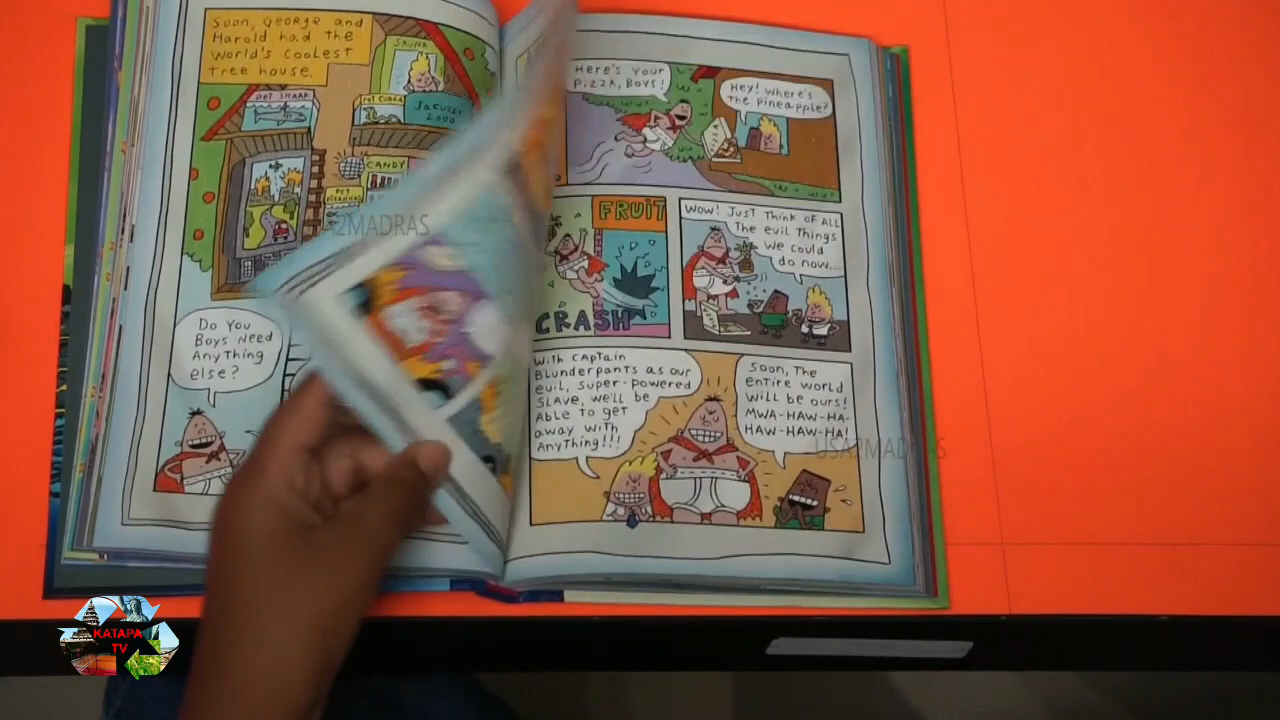 Soon, George and
Harold had the
world's coolest
tree house.
SAUNA
PET SHARK
PET COBRA
Jacuzzi
2000
CANDY
PET
PIRANHAS
Do You
Boys Need
Anything
else?
Here's your
Pizza, Boys!
Hey! Where's
the pineapple?
FRUIT
CRASH
Wow! Just Think of All
The evil Things
we could
do now...
With Captain
Blunderpants as our
evil, super-powered
slave, we'll be
Able to get
away with
Anything!!!
Soon, The
entire world
will be ours!
MWA-HAW-HA-
HAW-HAW-HA!
A2MADRAS
USA2MADRAS
KATAPA
TV